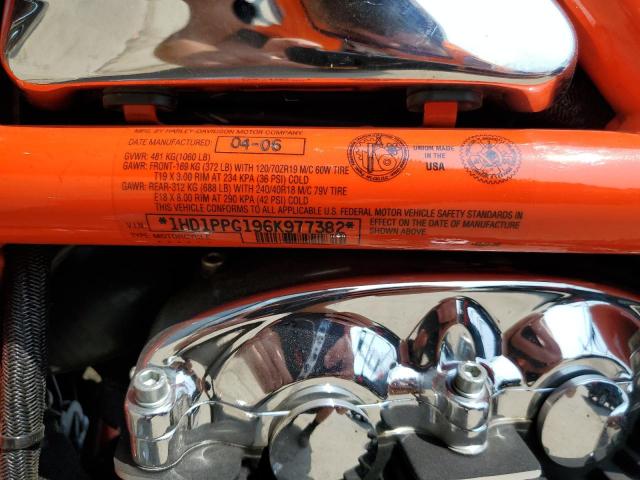 MFG. BY HARLEY-DAVIDSON MOTOR COMPANY
DATE MANUFACTURED: 04-06
GVWR: 481 KG(1060 LB)
GAWR: FRONT-169 KG (372 LB) WITH 120/70ZR19 M/C 60W TIRE
T19 X 3.00 RIM AT 234 KPA (36 PSI) COLD
GAWR: REAR-312 KG (688 LB) WITH 240/40R18 M/C 79V TIRE
E18 X 8.00 RIM AT 290 KPA (42 PSI) COLD
THIS VEHICLE CONFORMS TO ALL APPLICABLE U.S. FEDERAL MOTOR VEHICLE SAFETY STANDARDS IN
EFFECT ON THE DATE OF MANUFACTURE
SHOWN ABOVE.
V.I.N. *1HD1PPG196K977382*
TYPE: MOTORCYCLE
UNION MADE
IN THE
USA